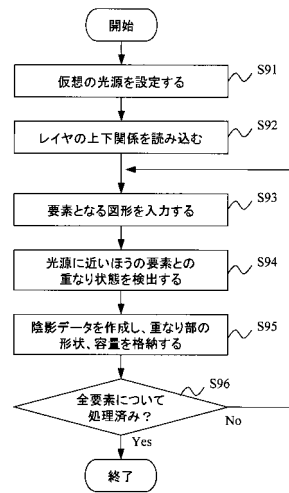 開始
仮想の光源を設定する
S91
レイヤの上下関係を読み込む
S92
要素となる図形を入力する
S93
光源に近いほうの要素との
重なり状態を検出する
S94
陰影データを作成し、重なり部の
形状、容量を格納する
S95
全要素について
処理済み？
S96
No
Yes
終了